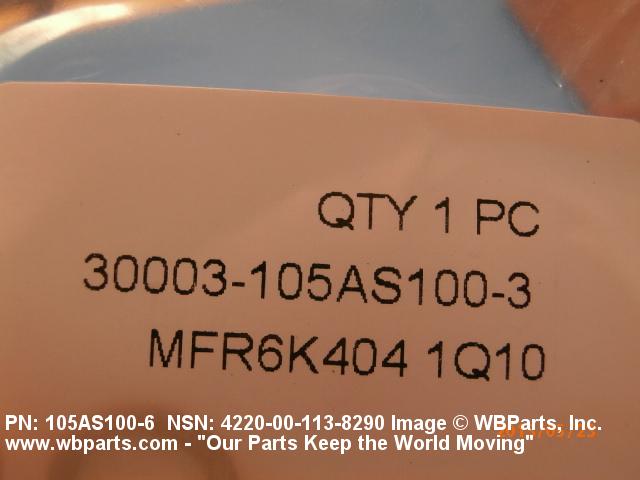 QTY 1 PC
30003-105AS100-3
MFR6K404 1Q10
PN: 105AS100-6 NSN: 4220-00-113-8290 Image © WBParts, Inc.
www.wbparts.com - "Our Parts Keep the World Moving"